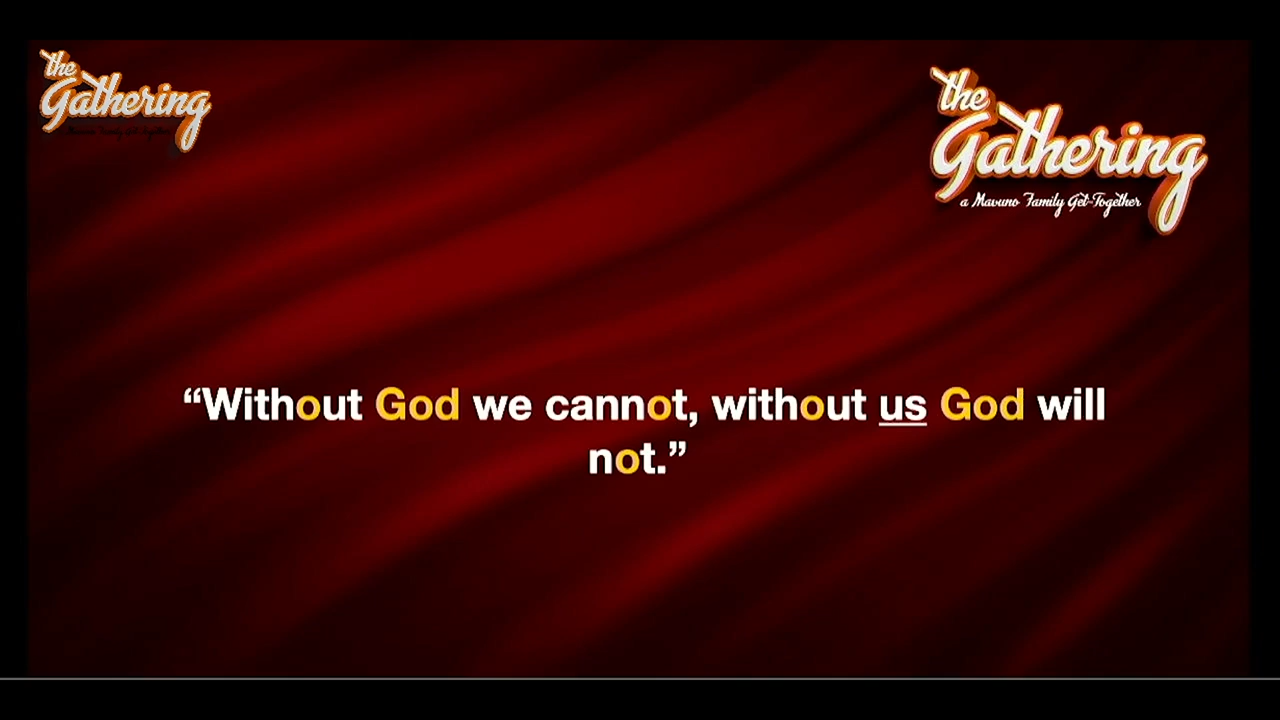 the
Gathering
the
Gathering
a Mavuno Family Get-Together
“Without God we cannot, without us God will
not.”